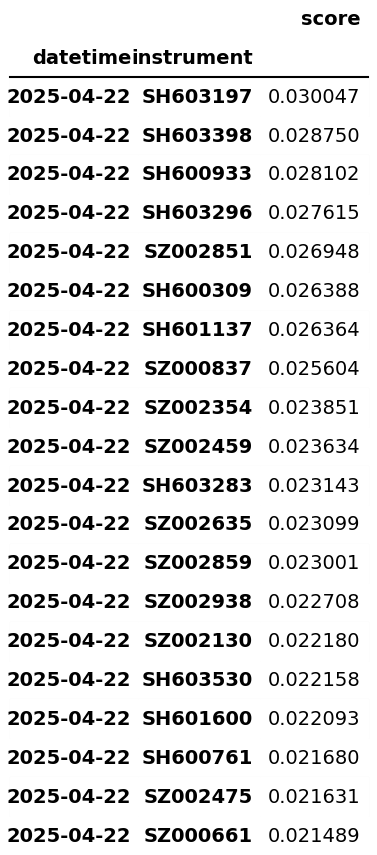 score
datetime instrument
2025-04-22 SH603197 0.030047
2025-04-22 SH603398 0.028750
2025-04-22 SH600933 0.028102
2025-04-22 SH603296 0.027615
2025-04-22 SZ002851 0.026948
2025-04-22 SH600309 0.026388
2025-04-22 SH601137 0.026364
2025-04-22 SZ000837 0.025604
2025-04-22 SZ002354 0.023851
2025-04-22 SZ002459 0.023634
2025-04-22 SH603283 0.023143
2025-04-22 SZ002635 0.023099
2025-04-22 SZ002859 0.023001
2025-04-22 SZ002938 0.022708
2025-04-22 SZ002130 0.022180
2025-04-22 SH603530 0.022158
2025-04-22 SH601600 0.022093
2025-04-22 SH600761 0.021680
2025-04-22 SZ002475 0.021631
2025-04-22 SZ000661 0.021489